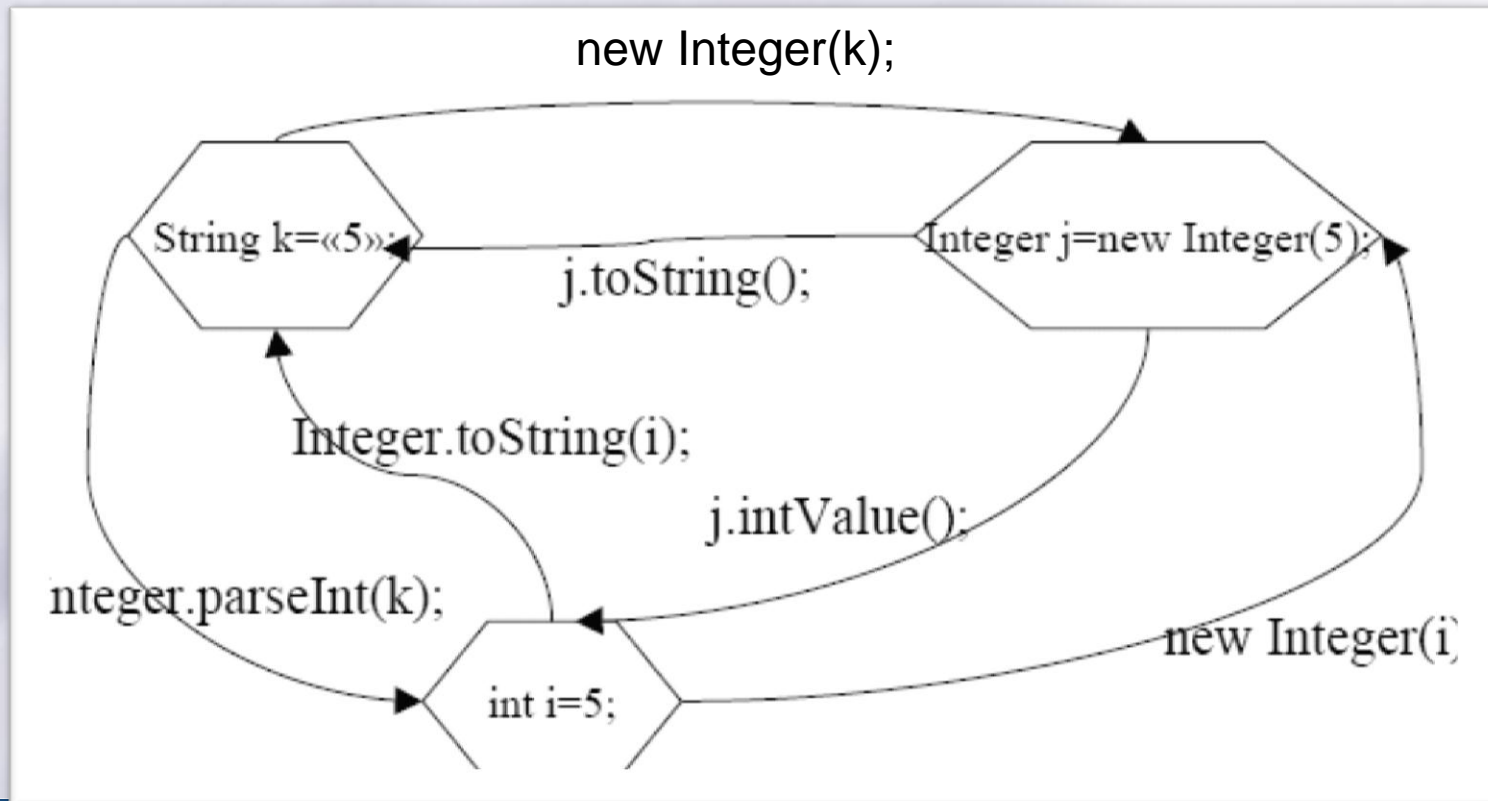 new Integer(k);
String k=«5»;
Integer j=new Integer(5);
j.toString();
Integer.toString(i);
j.intValue();
nteger.parseInt(k);
new Integer(i)
int i=5;